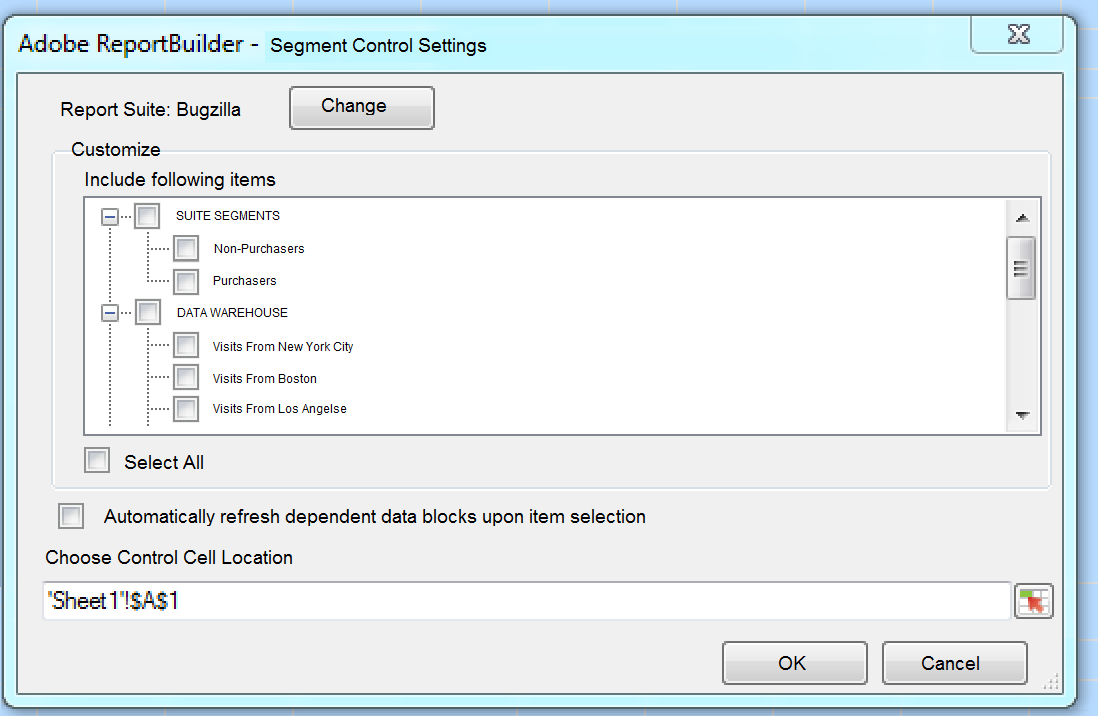 Adobe ReportBuilder - Segment Control Settings
Report Suite: Bugzilla Change
Customize
Include following items
SUITE SEGMENTS
Non-Purchasers
Purchasers
DATA WAREHOUSE
Visits From New York City
Visits From Boston
Visits From Los Angelse
Select All
Automatically refresh dependent data blocks upon item selection
Choose Control Cell Location
"Sheet1"!$A$1
OK Cancel